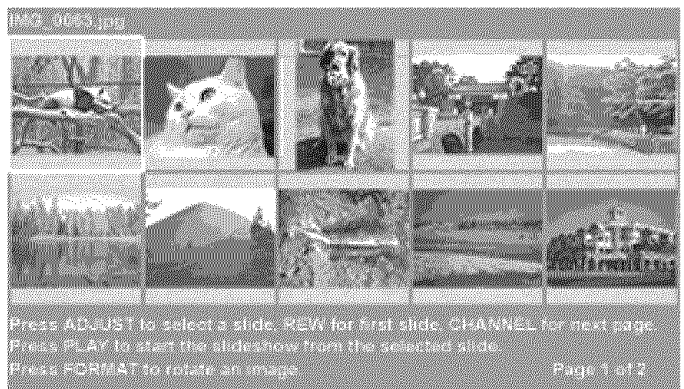 IMG_0063.jpg
Press ADJUST to select a slide, REW for first slide, CHANNEL for next page.
Press PLAY to start the slideshow from the selected slide.
Press FORMAT to rotate an image. Page 1 of 2